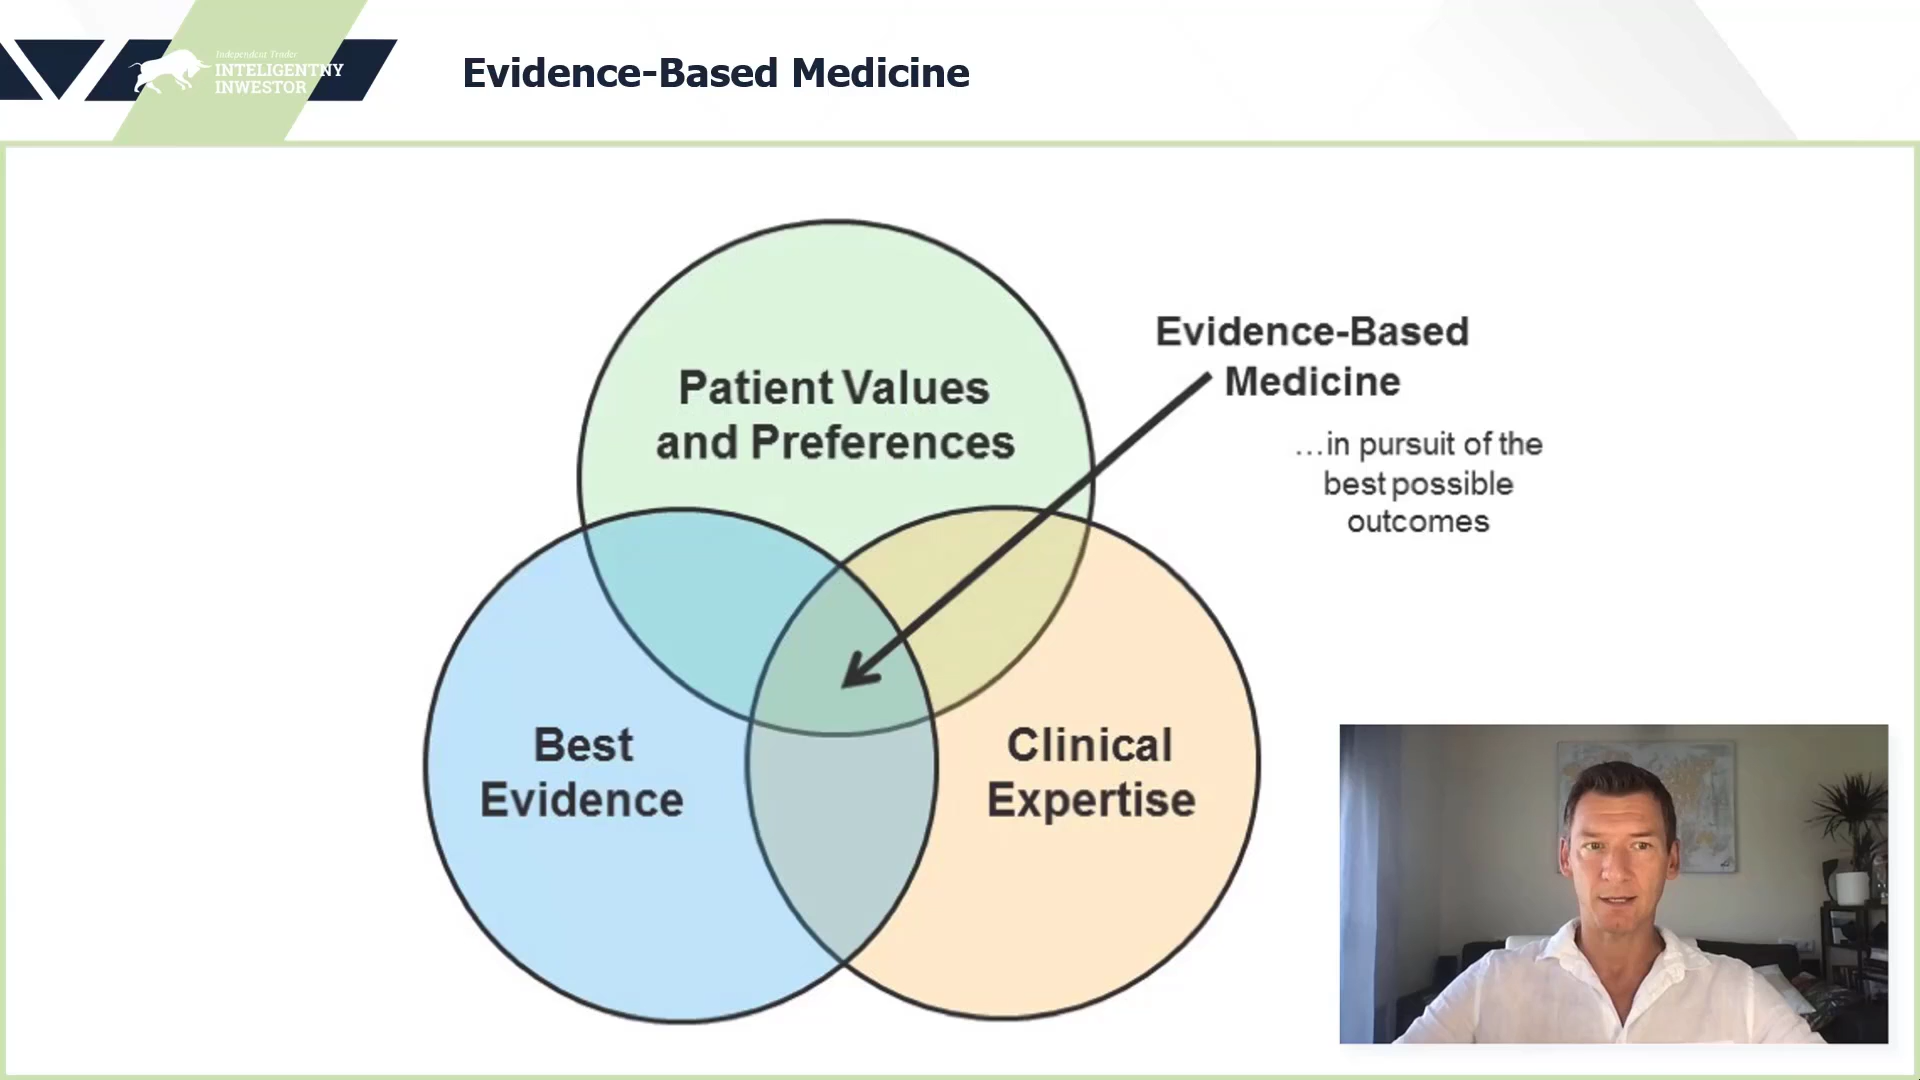 Independent Trader
INTELIGENTNY
INWESTOR
Evidence-Based Medicine
Patient Values
and Preferences
Evidence-Based
Medicine
...in pursuit of the
best possible
outcomes
Best
Evidence
Clinical
Expertise